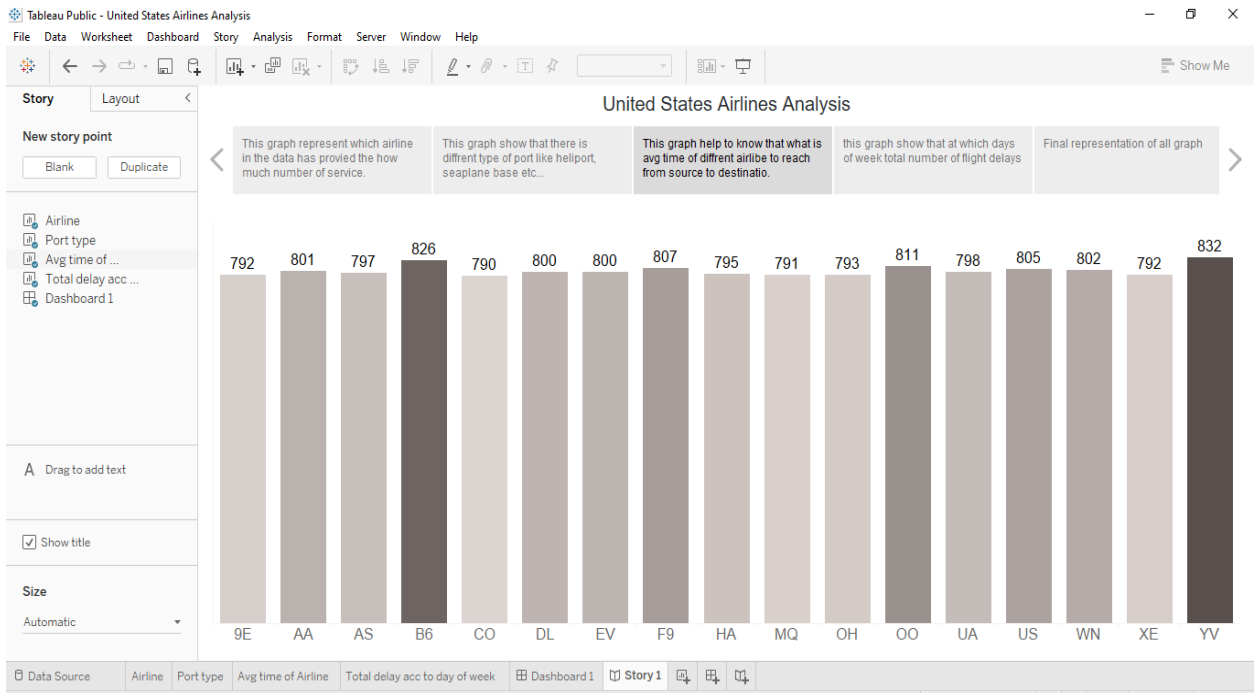 Tableau Public - United States Airlines Analysis
File Data Worksheet Dashboard Story Analysis Format Server Window Help
Show Me
Story Layout
New story point
Blank Duplicate
Airline
Port type
Avg time of ...
Total delay acc ...
Dashboard 1
A Drag to add text
Show title
Size
Automatic
United States Airlines Analysis
This graph represent which airline
in the data has provied the how
much number of service.
This graph show that there is
diffrent type of port like heliport,
seaplane base etc...
This graph help to know that what is
avg time of diffrent airlibe to reach
from source to destinatio.
this graph show that at which days
of week total number of flight delays
Final representation of all graph
792 801 797 826 790 800 800 807 795 791 793 811 798 805 802 792 832
9E AA AS B6 CO DL EV F9 HA MQ OH OO UA US WN XE YV
Data Source Airline Port type Avg time of Airline Total delay acc to day of week Dashboard 1 Story 1